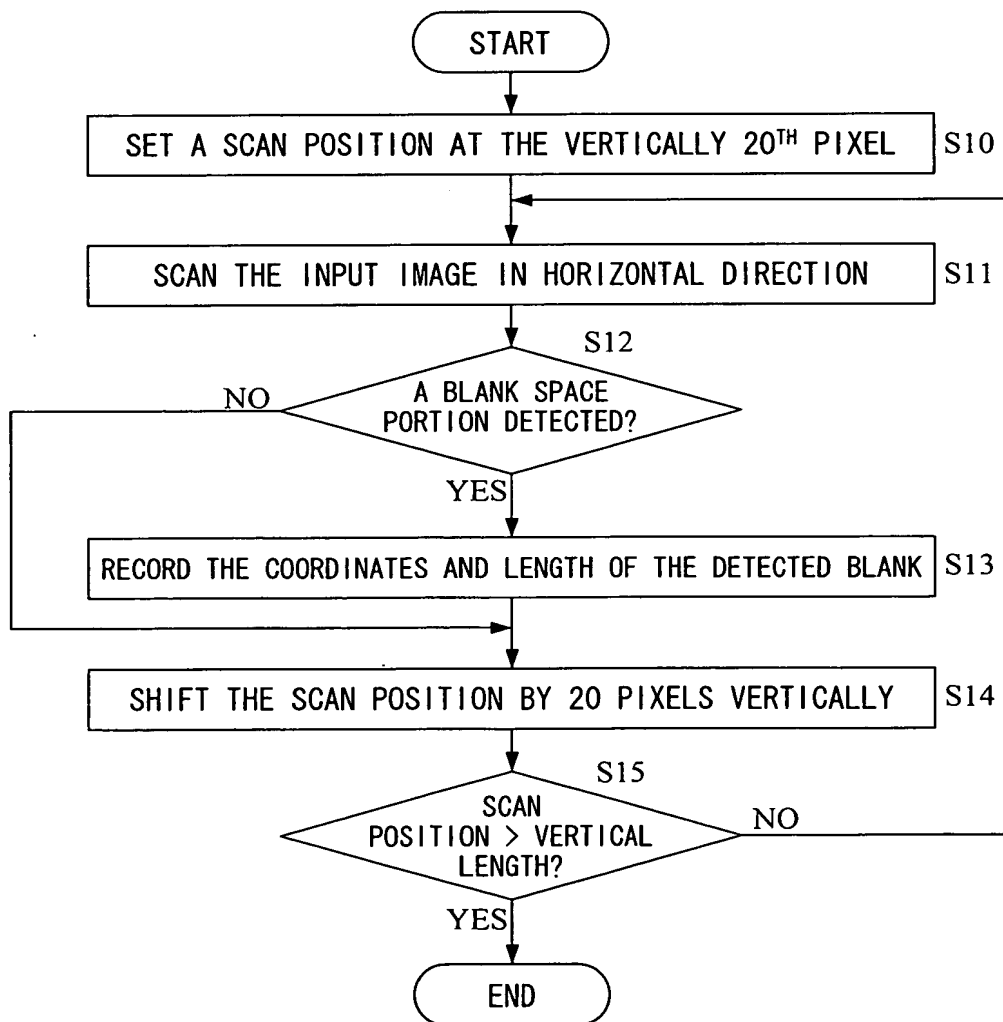 START
SET A SCAN POSITION AT THE VERTICALLY 20TH PIXEL
S10
SCAN THE INPUT IMAGE IN HORIZONTAL DIRECTION
S11
S12
A BLANK SPACE
PORTION DETECTED?
NO
YES
RECORD THE COORDINATES AND LENGTH OF THE DETECTED BLANK
S13
SHIFT THE SCAN POSITION BY 20 PIXELS VERTICALLY
S14
S15
SCAN
POSITION > VERTICAL
LENGTH?
NO
YES
END